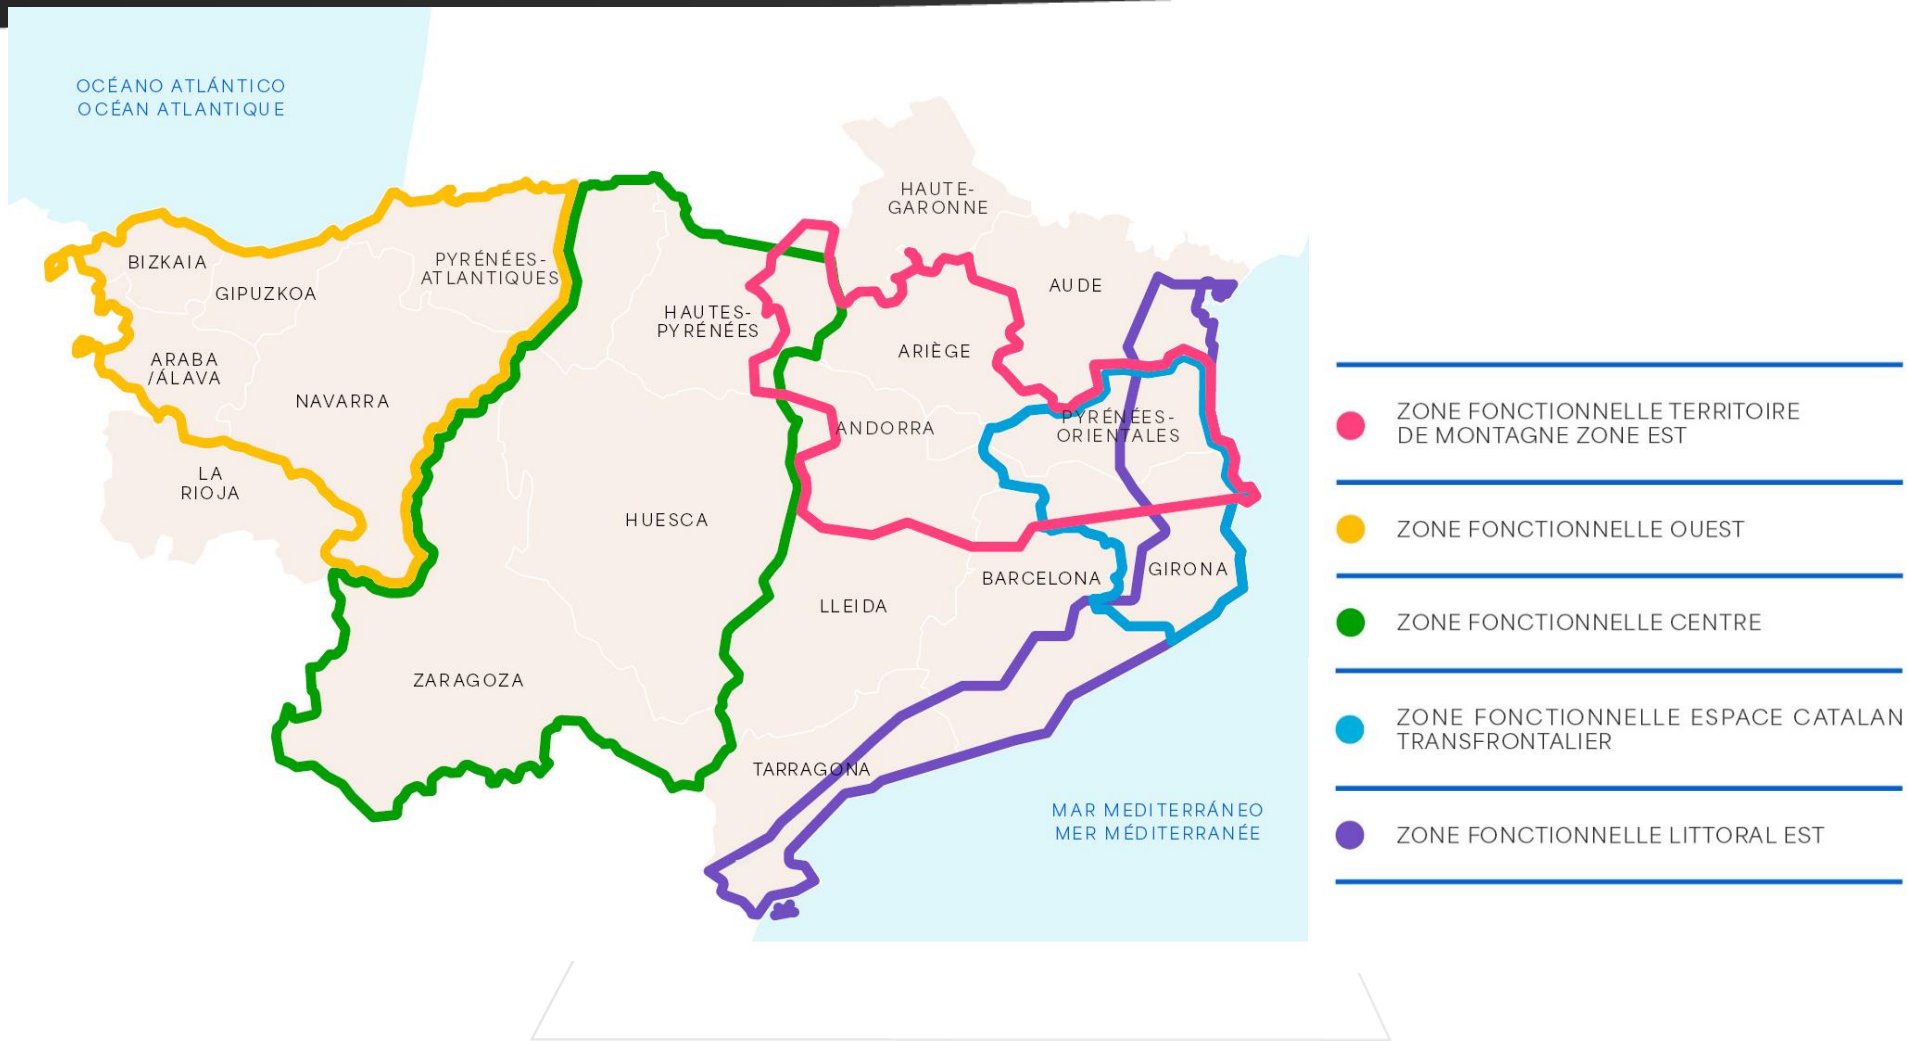 OCÉANO ATLÁNTICO
OCÉAN ATLANTIQUE
HAUTE-
GARONNE
BIZKAIA
GIPUZKOA
PYRÉNÉES-
ATLANTIQUES
AUDE
HAUTES-
PYRÉNÉES
ARIÈGE
ARABA
/ÁLAVA
NAVARRA
ANDORRA
PYRÉNÉES-
ORIENTALES
LA
RIOJA
HUESCA
BARCELONA
GIRONA
LLEIDA
ZARAGOZA
TARRAGONA
MAR MEDITERRÁNEO
MER MÉDITERRANÉE
ZONE FONCTIONNELLE TERRITOIRE
DE MONTAGNE ZONE EST
ZONE FONCTIONNELLE OUEST
ZONE FONCTIONNELLE CENTRE
ZONE FONCTIONNELLE ESPACE CATALAN
TRANSFRONTALIER
ZONE FONCTIONNELLE LITTORAL EST